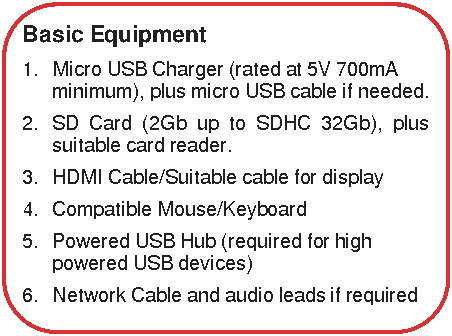 Basic Equipment
1. Micro USB Charger (rated at 5V 700mA
minimum), plus micro USB cable if needed.
2. SD Card (2Gb up to SDHC 32Gb), plus
suitable card reader.
3. HDMI Cable/Suitable cable for display
4. Compatible Mouse/Keyboard
5. Powered USB Hub (required for high
powered USB devices)
6. Network Cable and audio leads if required